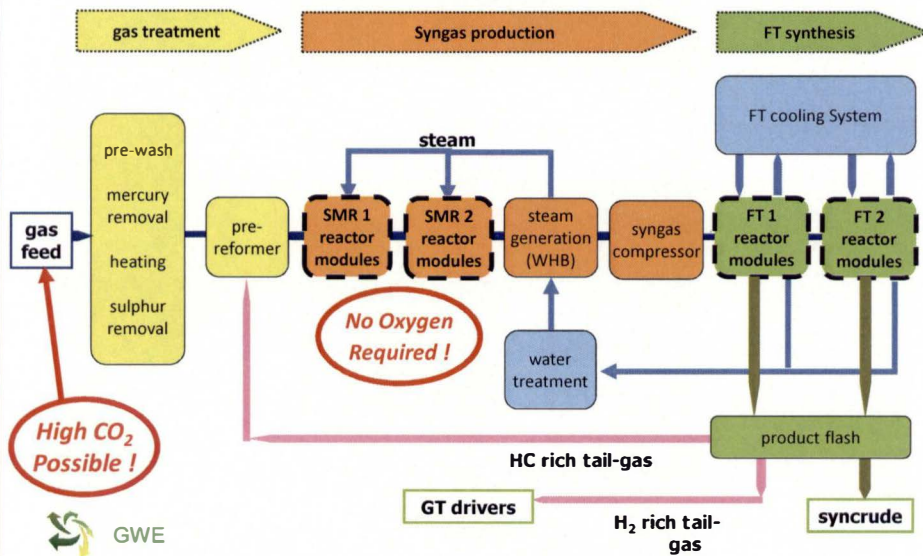 gas treatment
Syngas production
FT synthesis
FT cooling System
steam
pre-wash
mercury
removal
heating
sulphur
removal
gas
feed
pre-
reformer
SMR 1
reactor
modules
SMR 2
reactor
modules
steam
generation
(WHB)
syngas
compressor
FT 1
reactor
modules
FT 2
reactor
modules
No Oxygen
Required !
water
treatment
High CO2
Possible !
product flash
HC rich tail-gas
GT drivers
H2 rich tail-
gas
syncrude
GWE